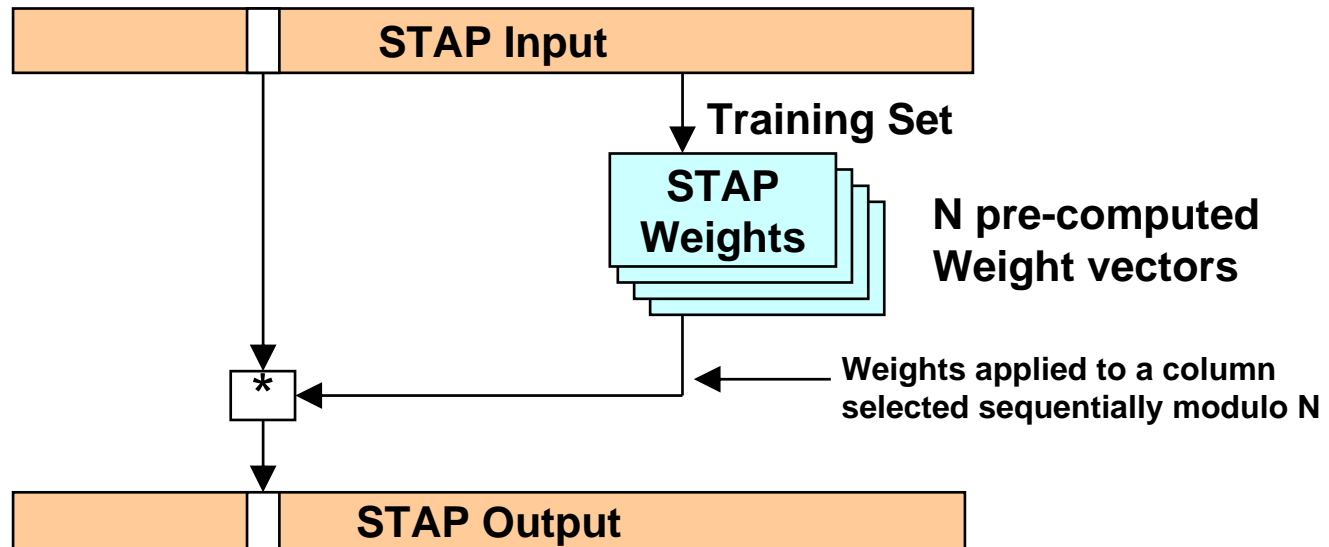 STAP Input
Training Set
STAP
Weights
N pre-computed
Weight vectors
Weights applied to a column
selected sequentially modulo N
*
STAP Output